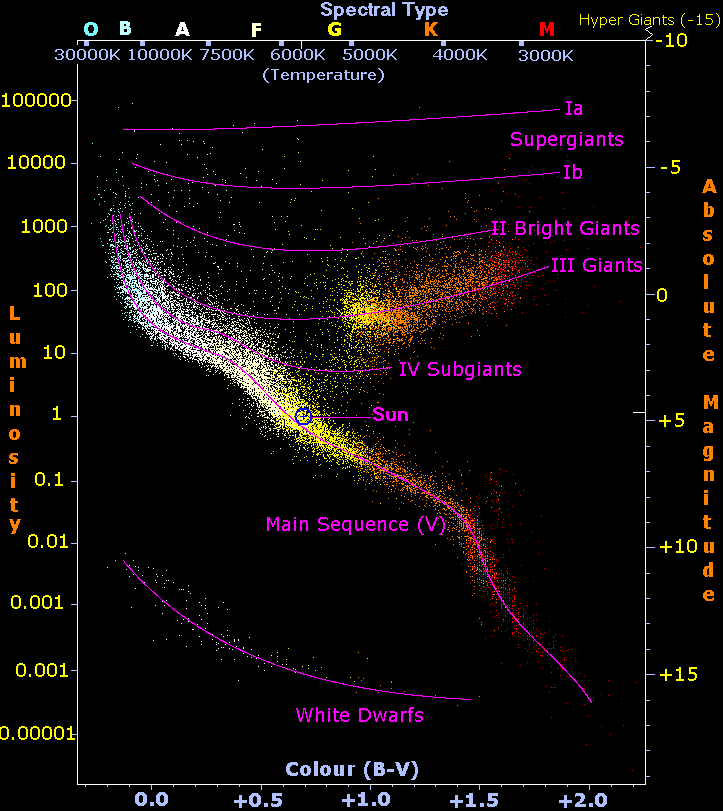 Spectral Type
Hyper Giants (-15)
O B A F G K M
30000K 10000K 7500K 6000K 5000K 4000K 3000K
(Temperature)
-10
100000
Ia
Supergiants
10000
-5
Ib
1000
II Bright Giants
III Giants
100
0
10
IV Subgiants
1
Sun
+5
0.1
Main Sequence (V)
0.01
+10
0.001
0.001
+15
White Dwarfs
0.00001
Luminosity
Absolute Magnitude
Colour (B-V)
0.0 +0.5 +1.0 +1.5 +2.0